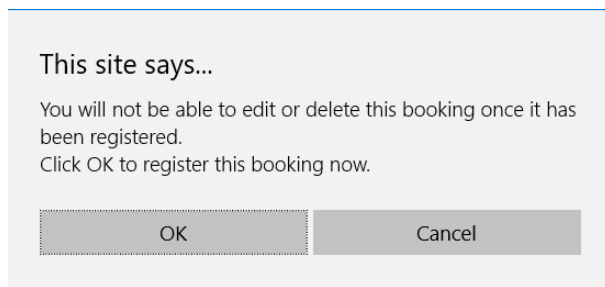 This site says...
You will not be able to edit or delete this booking once it has
been registered.
Click OK to register this booking now.
OK
Cancel